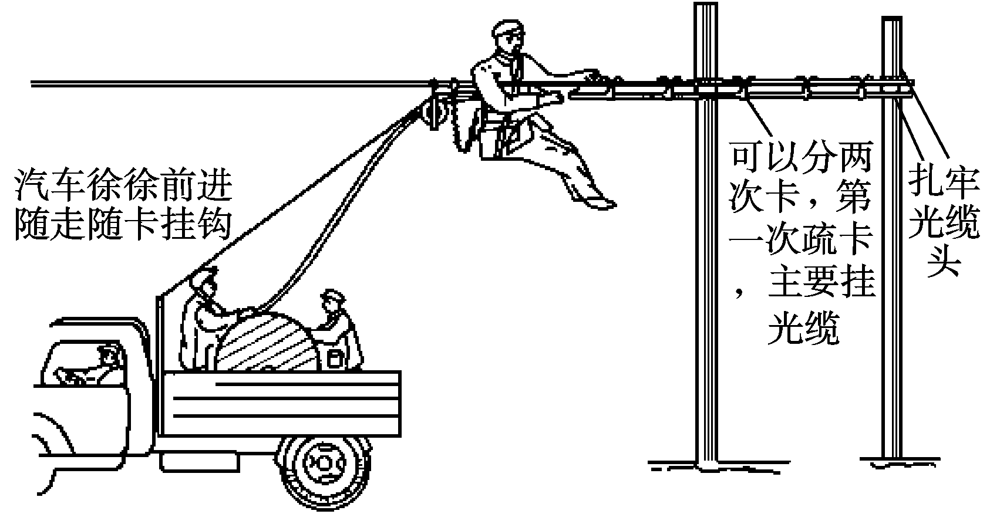 汽车徐徐前进
随走随卡挂钩
可以分两
次卡，第
一次疏卡
，主要挂
光缆
扎牢
光缆
头